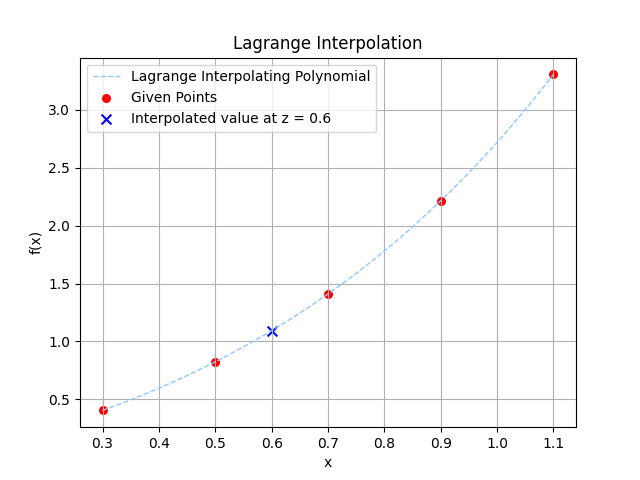 Lagrange Interpolation
Lagrange Interpolating Polynomial
Given Points
Interpolated value at z = 0.6
f(x)
3.0
2.5
2.0
1.5
1.0
0.5
0.3 0.4 0.5 0.6 0.7 0.8 0.9 1.0 1.1
x